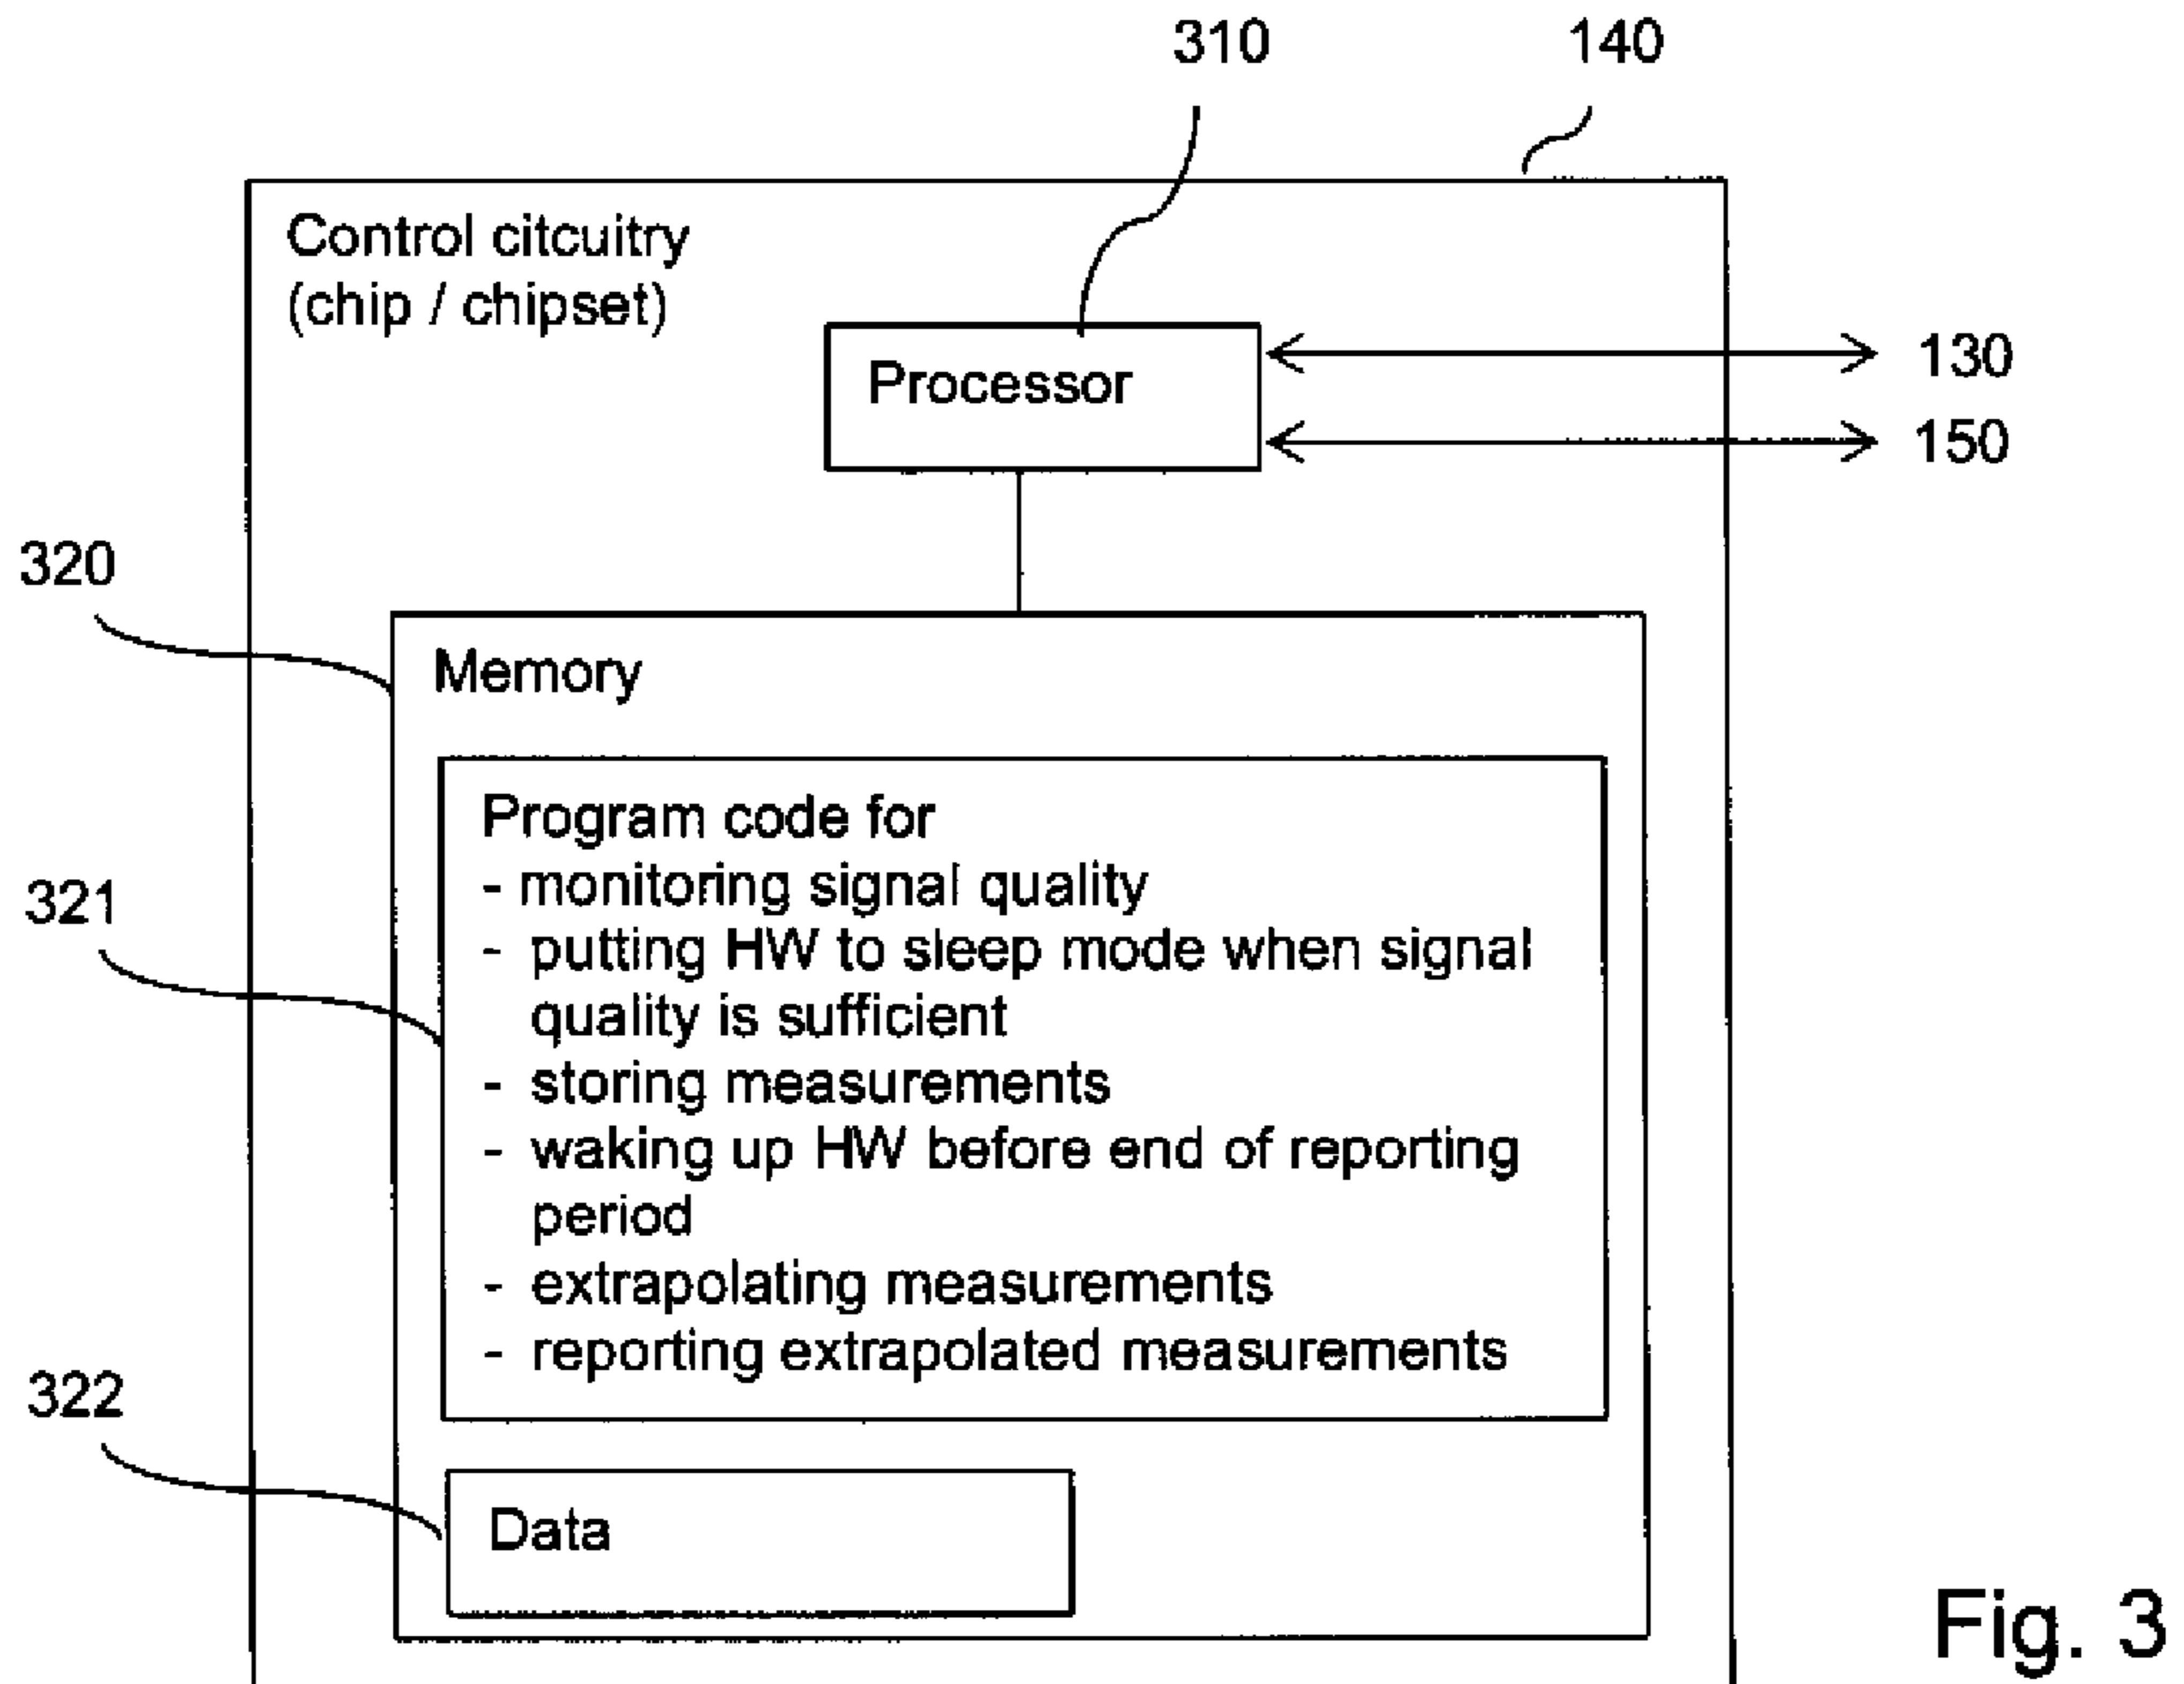 310
140
Control citcuitry
(chip / chipset)
Processor
130
150
320
Memory
Program code for
- monitoring signal quality
- putting HW to sleep mode when signal
quality is sufficient
321
- storing measurements
- waking up HW before end of reporting
period
- extrapolating measurements
- reporting extrapolated measurements
322
Data
Fig. 3